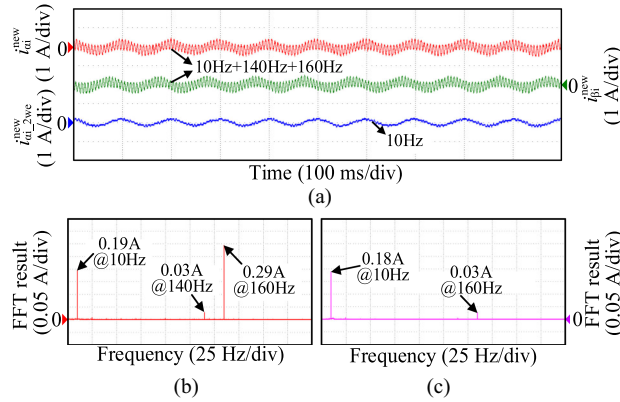 i_αi^new
(1 A/div)
0
10Hz+140Hz+160Hz
0
i_βi^new
(1 A/div)
i_αi_2we^new
(1 A/div)
0
10Hz
Time (100 ms/div)
(a)
FFT result
(0.05 A/div)
0.19A
@10Hz
0.03A
@140Hz
0.29A
@160Hz
0
Frequency (25 Hz/div)
(b)
0.18A
@10Hz
0.03A
@160Hz
0
FFT result
(0.05 A/div)
Frequency (25 Hz/div)
(c)